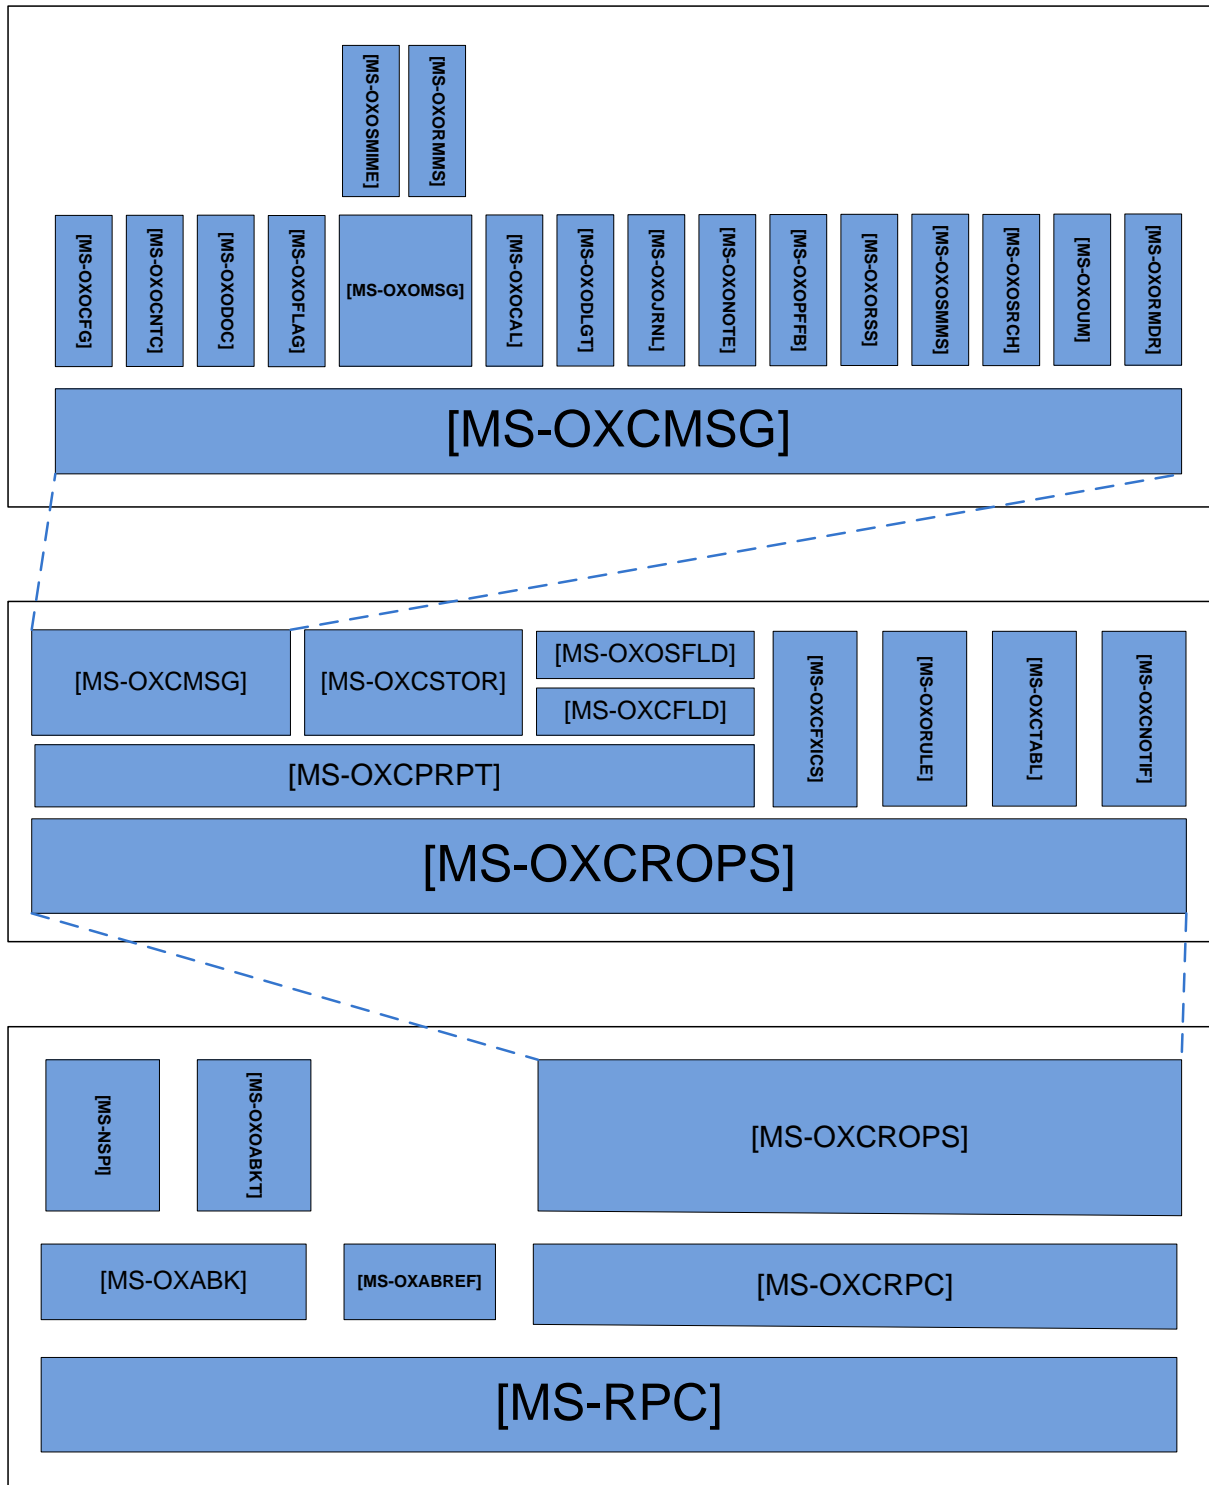 [MS-OXOSMIME]
[MS-OXORMMS]
[MS-OXOCFG]
[MS-OXOCNTC]
[MS-OXODOC]
[MS-OXOFLAG]
[MS-OXOMSG]
[MS-OXOCAL]
[MS-OXODLGT]
[MS-OXOJRNL]
[MS-OXONOTE]
[MS-OXOPFFB]
[MS-OXORSS]
[MS-OXOSMMS]
[MS-OXOSRCH]
[MS-OXOUM]
[MS-OXORMDR]
[MS-OXCMSG]
[MS-OXCMSG]
[MS-OXCSTOR]
[MS-OXOSFLD]
[MS-OXCFLD]
[MS-OXCFXICS]
[MS-OXORULE]
[MS-OXCTABL]
[MS-OXCNOTIF]
[MS-OXCPRPT]
[MS-OXCROPS]
[MS-NSPI]
[MS-OXOABKT]
[MS-OXCROPS]
[MS-OXABK]
[MS-OXABREF]
[MS-OXCRPC]
[MS-RPC]